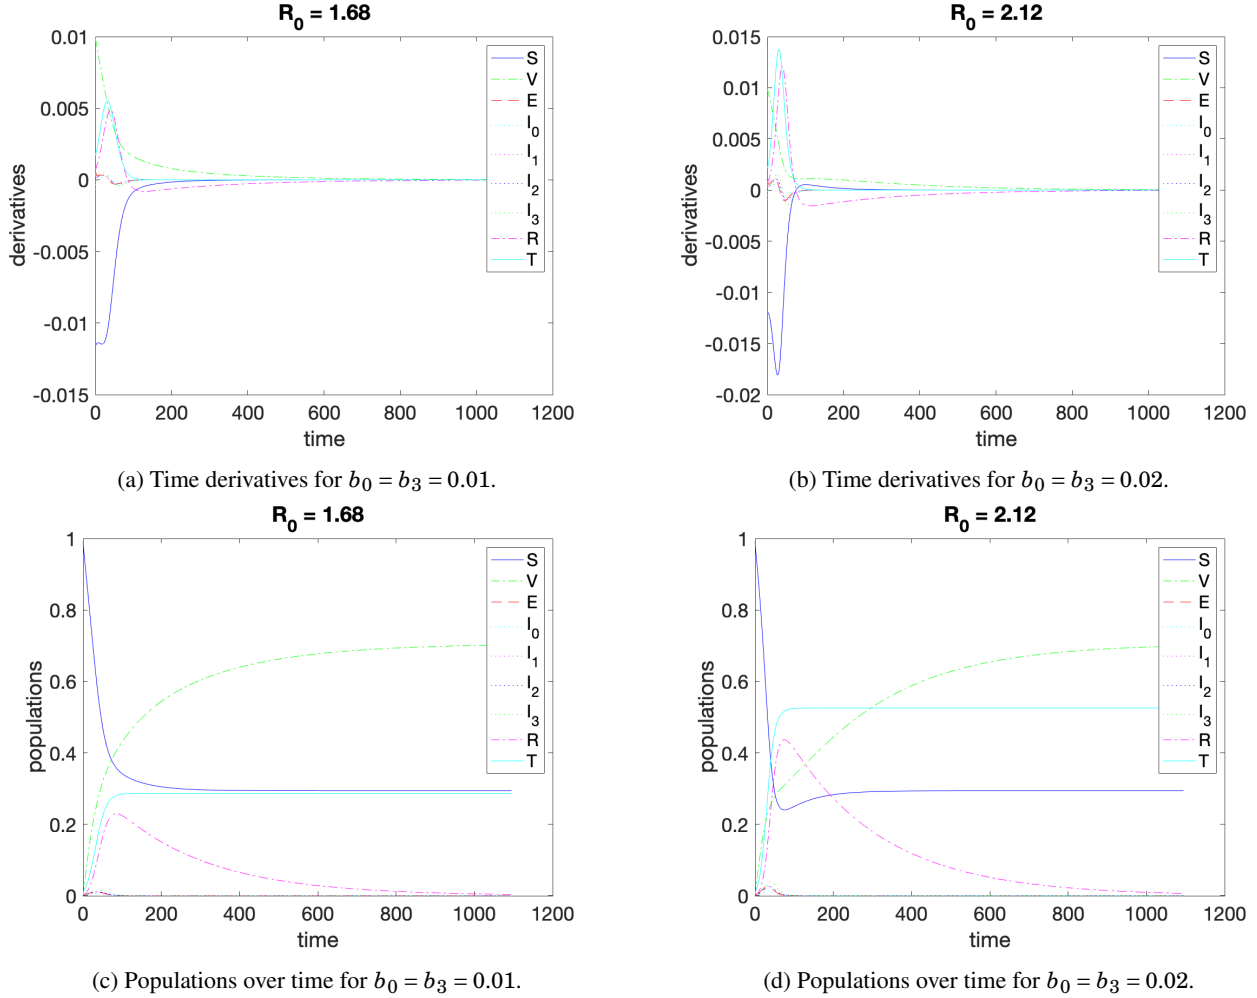 R0 = 1.68
0.01
0.005
0
-0.005
-0.01
-0.015
derivatives
0 200 400 600 800 1000 1200
time
S
V
E
I0
I1
I2
I3
R
T
(a) Time derivatives for b0 = b3 = 0.01.
R0 = 2.12
0.015
0.01
0.005
0
-0.005
-0.01
-0.015
-0.02
derivatives
0 200 400 600 800 1000 1200
time
S
V
E
I0
I1
I2
I3
R
T
(b) Time derivatives for b0 = b3 = 0.02.
R0 = 1.68
1
0.8
0.6
0.4
0.2
0
populations
0 200 400 600 800 1000 1200
time
S
V
E
I0
I1
I2
I3
R
T
(c) Populations over time for b0 = b3 = 0.01.
R0 = 2.12
1
0.8
0.6
0.4
0.2
0
populations
0 200 400 600 800 1000 1200
time
S
V
E
I0
I1
I2
I3
R
T
(d) Populations over time for b0 = b3 = 0.02.